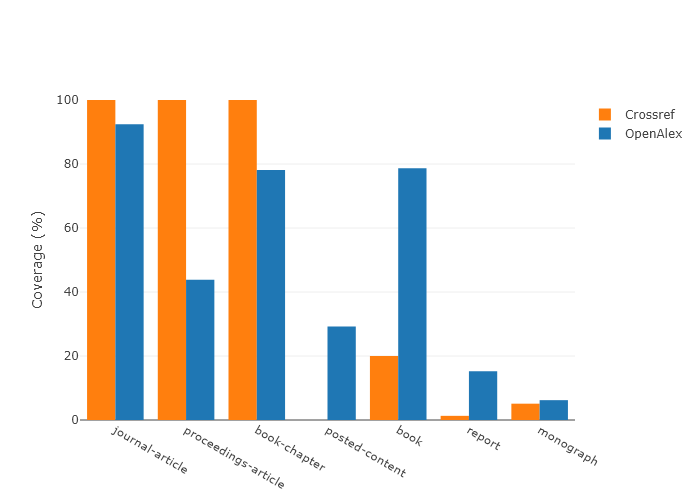 100
80
60
40
20
0
Coverage (%)
journal-article
proceedings-article
book-chapter
posted-content
book
report
monograph
Crossref
OpenAlex